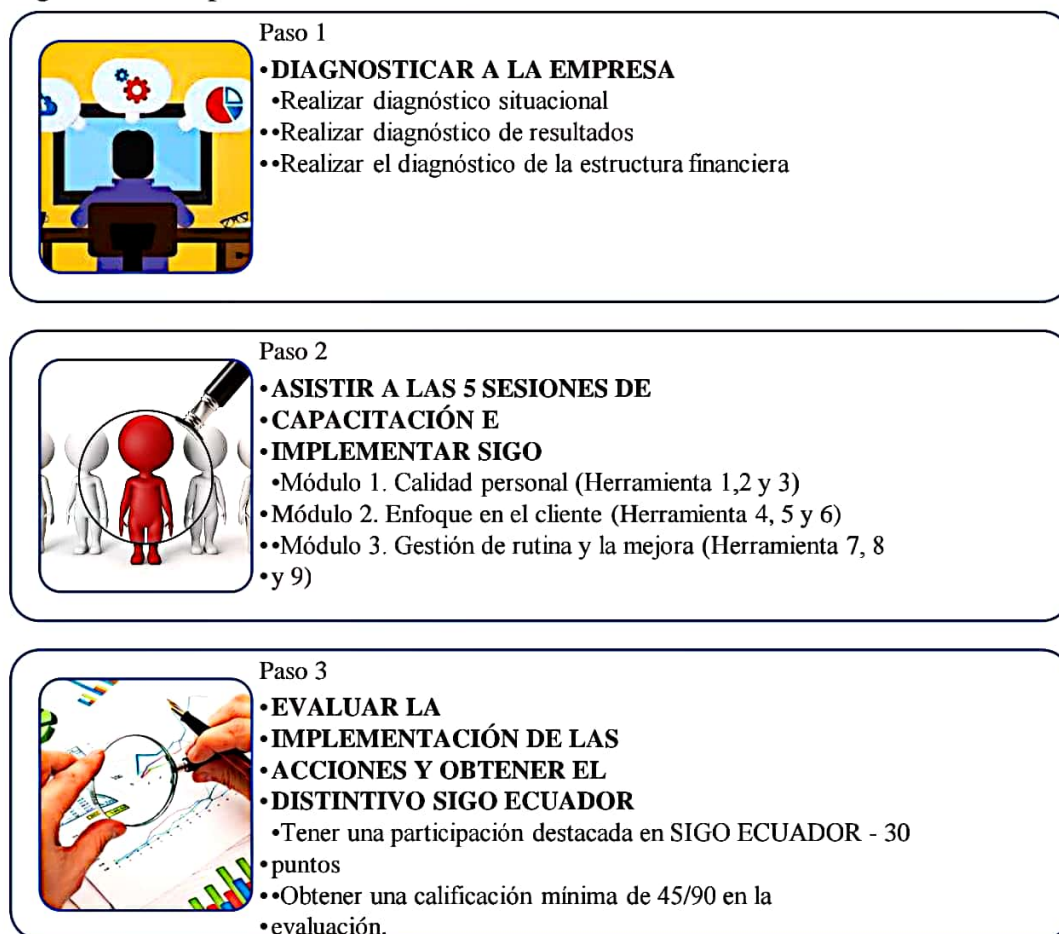 Paso 1
•DIAGNOSTICAR A LA EMPRESA
•Realizar diagnóstico situacional
••Realizar diagnóstico de resultados
••Realizar el diagnóstico de la estructura financiera
Paso 2
•ASISTIR A LAS 5 SESIONES DE
•CAPACITACIÓN E
•IMPLEMENTAR SIGO
•Módulo 1. Calidad personal (Herramienta 1,2 y 3)
•Módulo 2. Enfoque en el cliente (Herramienta 4, 5 y 6)
••Módulo 3. Gestión de rutina y la mejora (Herramienta 7, 8
•y 9)
Paso 3
•EVALUAR LA
•IMPLEMENTACIÓN DE LAS
•ACCIONES Y OBTENER EL
•DISTINTIVO SIGO ECUADOR
•Tener una participación destacada en SIGO ECUADOR - 30
•puntos
••Obtener una calificación mínima de 45/90 en la
•evaluación.